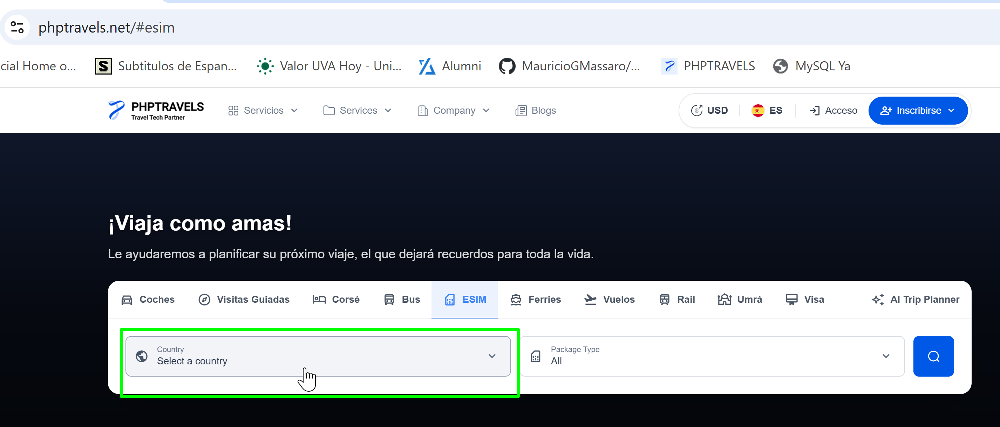 phptravels.net/#esim
cial Home o...
Subtitulos de Espan...
Valor UVA Hoy - Uni...
Alumni
MauricioGMassaro/...
PHPTRAVELS
MySQL Ya
PHPTRAVELS
Travel Tech Partner
Servicios
Services
Company
Blogs
USD
ES
Acceso
Inscribirse
¡Viaja como amas!
Le ayudaremos a planificar su próximo viaje, el que dejará recuerdos para toda la vida.
Coches
Visitas Guiadas
Corsé
Bus
ESIM
Ferries
Vuelos
Rail
Umrá
Visa
AI Trip Planner
Country
Select a country
Package Type
All